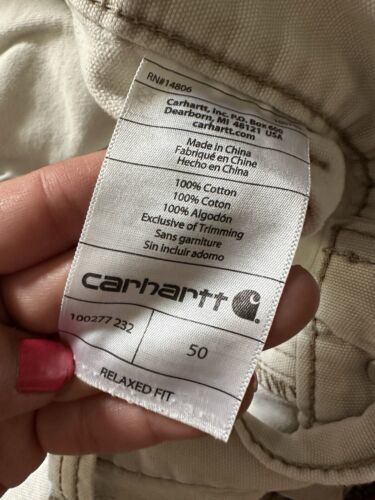 RN#14806
Carhartt, Inc. P.O. Box 600
Dearborn, MI 48121 USA
carhartt.com
Made in China
Fabriqué en Chine
Hecho en China
100% Cotton
100% Coton
100% Algodón
Exclusive of Trimming
Sans garniture
Sin incluir adorno
carhartt
100277 232
50
RELAXED FIT